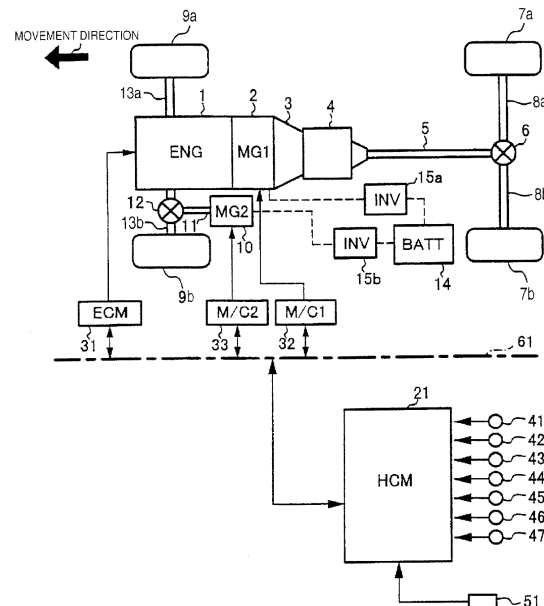 9a
7a
MOVEMENT DIRECTION
13a
1
2
3
4
8a
5
6
ENG
MG1
15a
12
13b
11
MG2
INV
8b
10
INV
BATT
15b
14
9b
7b
ECM
M/C2
M/C1
31
33
32
61
21
41
42
43
HCM
44
45
46
47
51